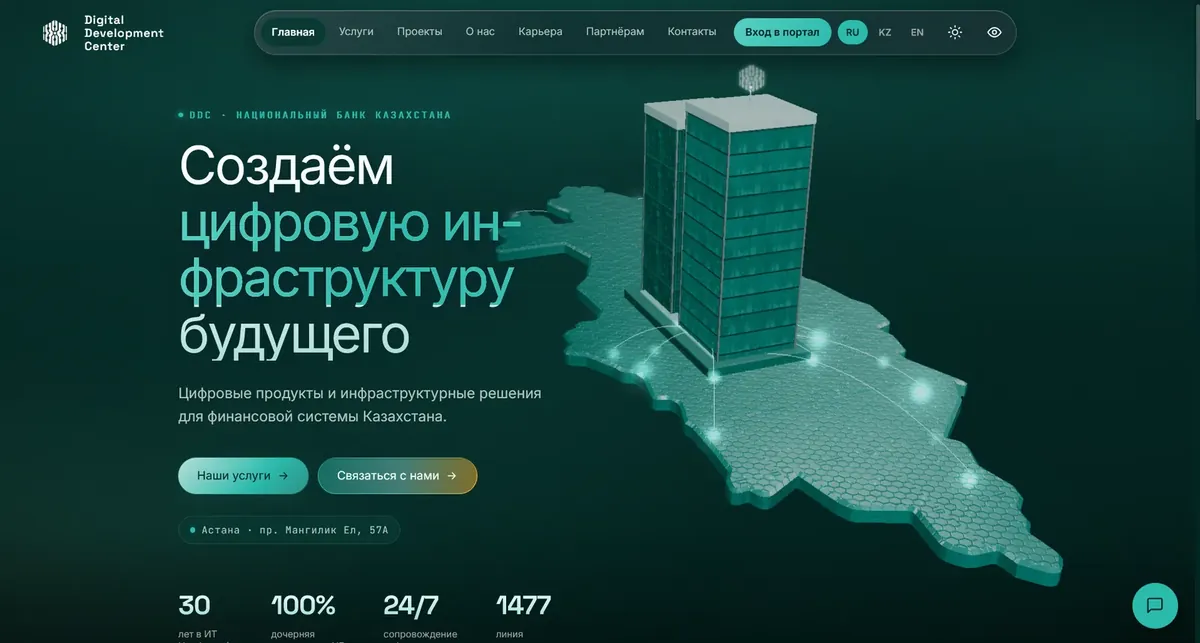 Digital
Development
Center
Главная Услуги Проекты О нас Карьера Партнёрам Контакты Вход в портал RU KZ EN
DDC · НАЦИОНАЛЬНЫЙ БАНК КАЗАХСТАНА
Создаём
цифровую ин-
фраструктуру
будущего
Цифровые продукты и инфраструктурные решения
для финансовой системы Казахстана.
Наши услуги → Связаться с нами →
Астана · пр. Мангилик Ел, 57А
30 100% 24/7 1477
лет в ИТ дочерняя сопровождение линия